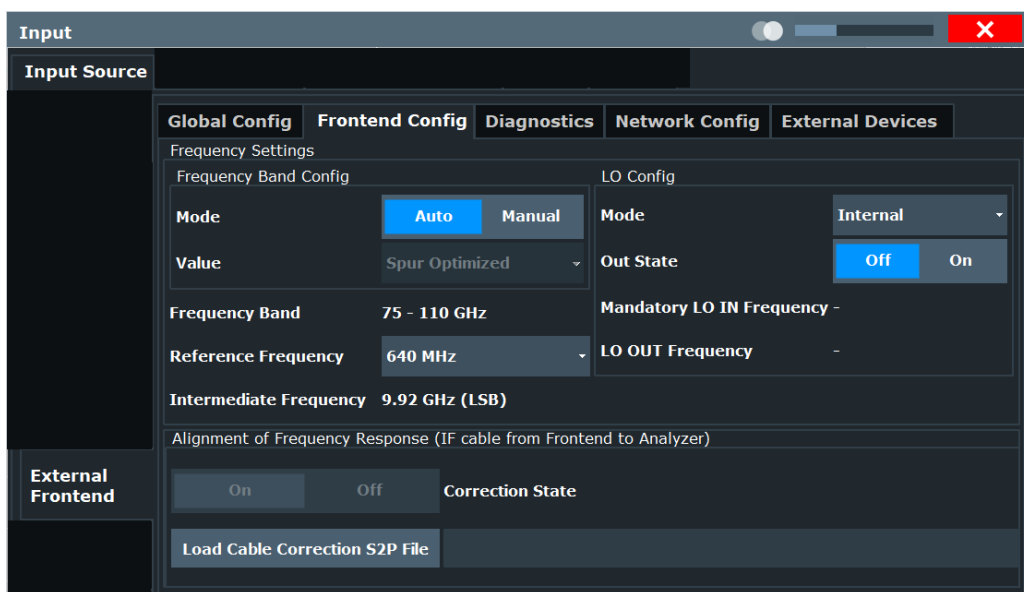 Input
Input Source
Global Config Frontend Config Diagnostics Network Config External Devices
Frequency Settings
Frequency Band Config
LO Config
Mode Auto Manual
Mode Internal
Value Spur Optimized
Out State Off On
Frequency Band 75 - 110 GHz
Mandatory LO IN Frequency -
Reference Frequency 640 MHz
LO OUT Frequency -
Intermediate Frequency 9.92 GHz (LSB)
Alignment of Frequency Response (IF cable from Frontend to Analyzer)
External
Frontend
On Off Correction State
Load Cable Correction S2P File